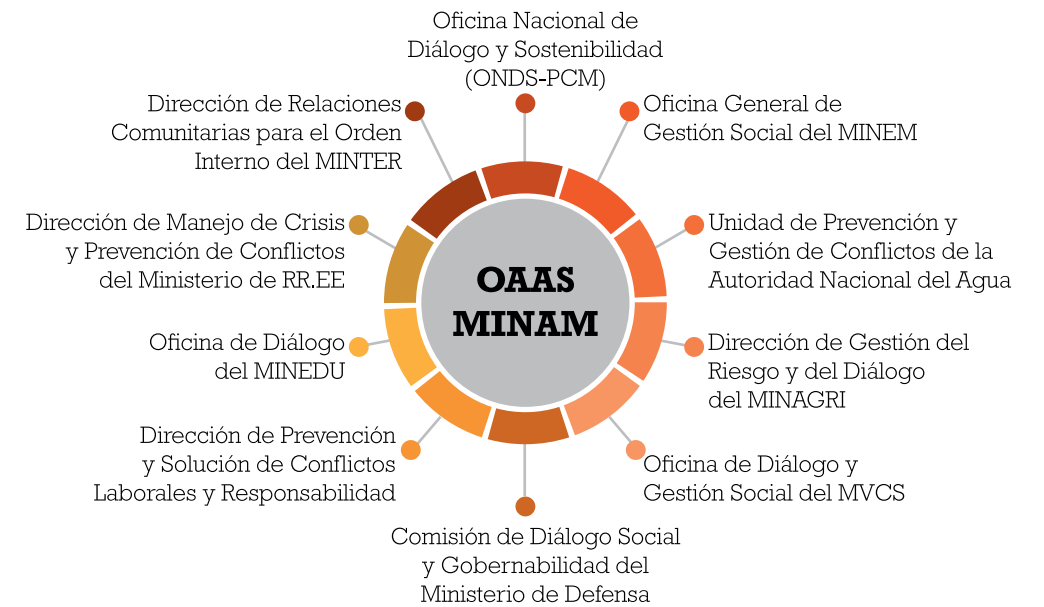 Oficina Nacional de
Diálogo y Sostenibilidad
(ONDS-PCM)
Oficina General de
Gestión Social del MINEM
Unidad de Prevención y
Gestión de Conflictos de la
Autoridad Nacional del Agua
Dirección de Gestión del
Riesgo y del Diálogo
del MINAGRI
Oficina de Diálogo y
Gestión Social del MVCS
Comisión de Diálogo Social
y Gobernabilidad del
Ministerio de Defensa
Dirección de Prevención
y Solución de Conflictos
Laborales y Responsabilidad
Oficina de Diálogo
del MINEDU
Dirección de Manejo de Crisis
y Prevención de Conflictos
del Ministerio de RR.EE
Dirección de Relaciones
Comunitarias para el Orden
Interno del MINTER
OAAS
MINAM